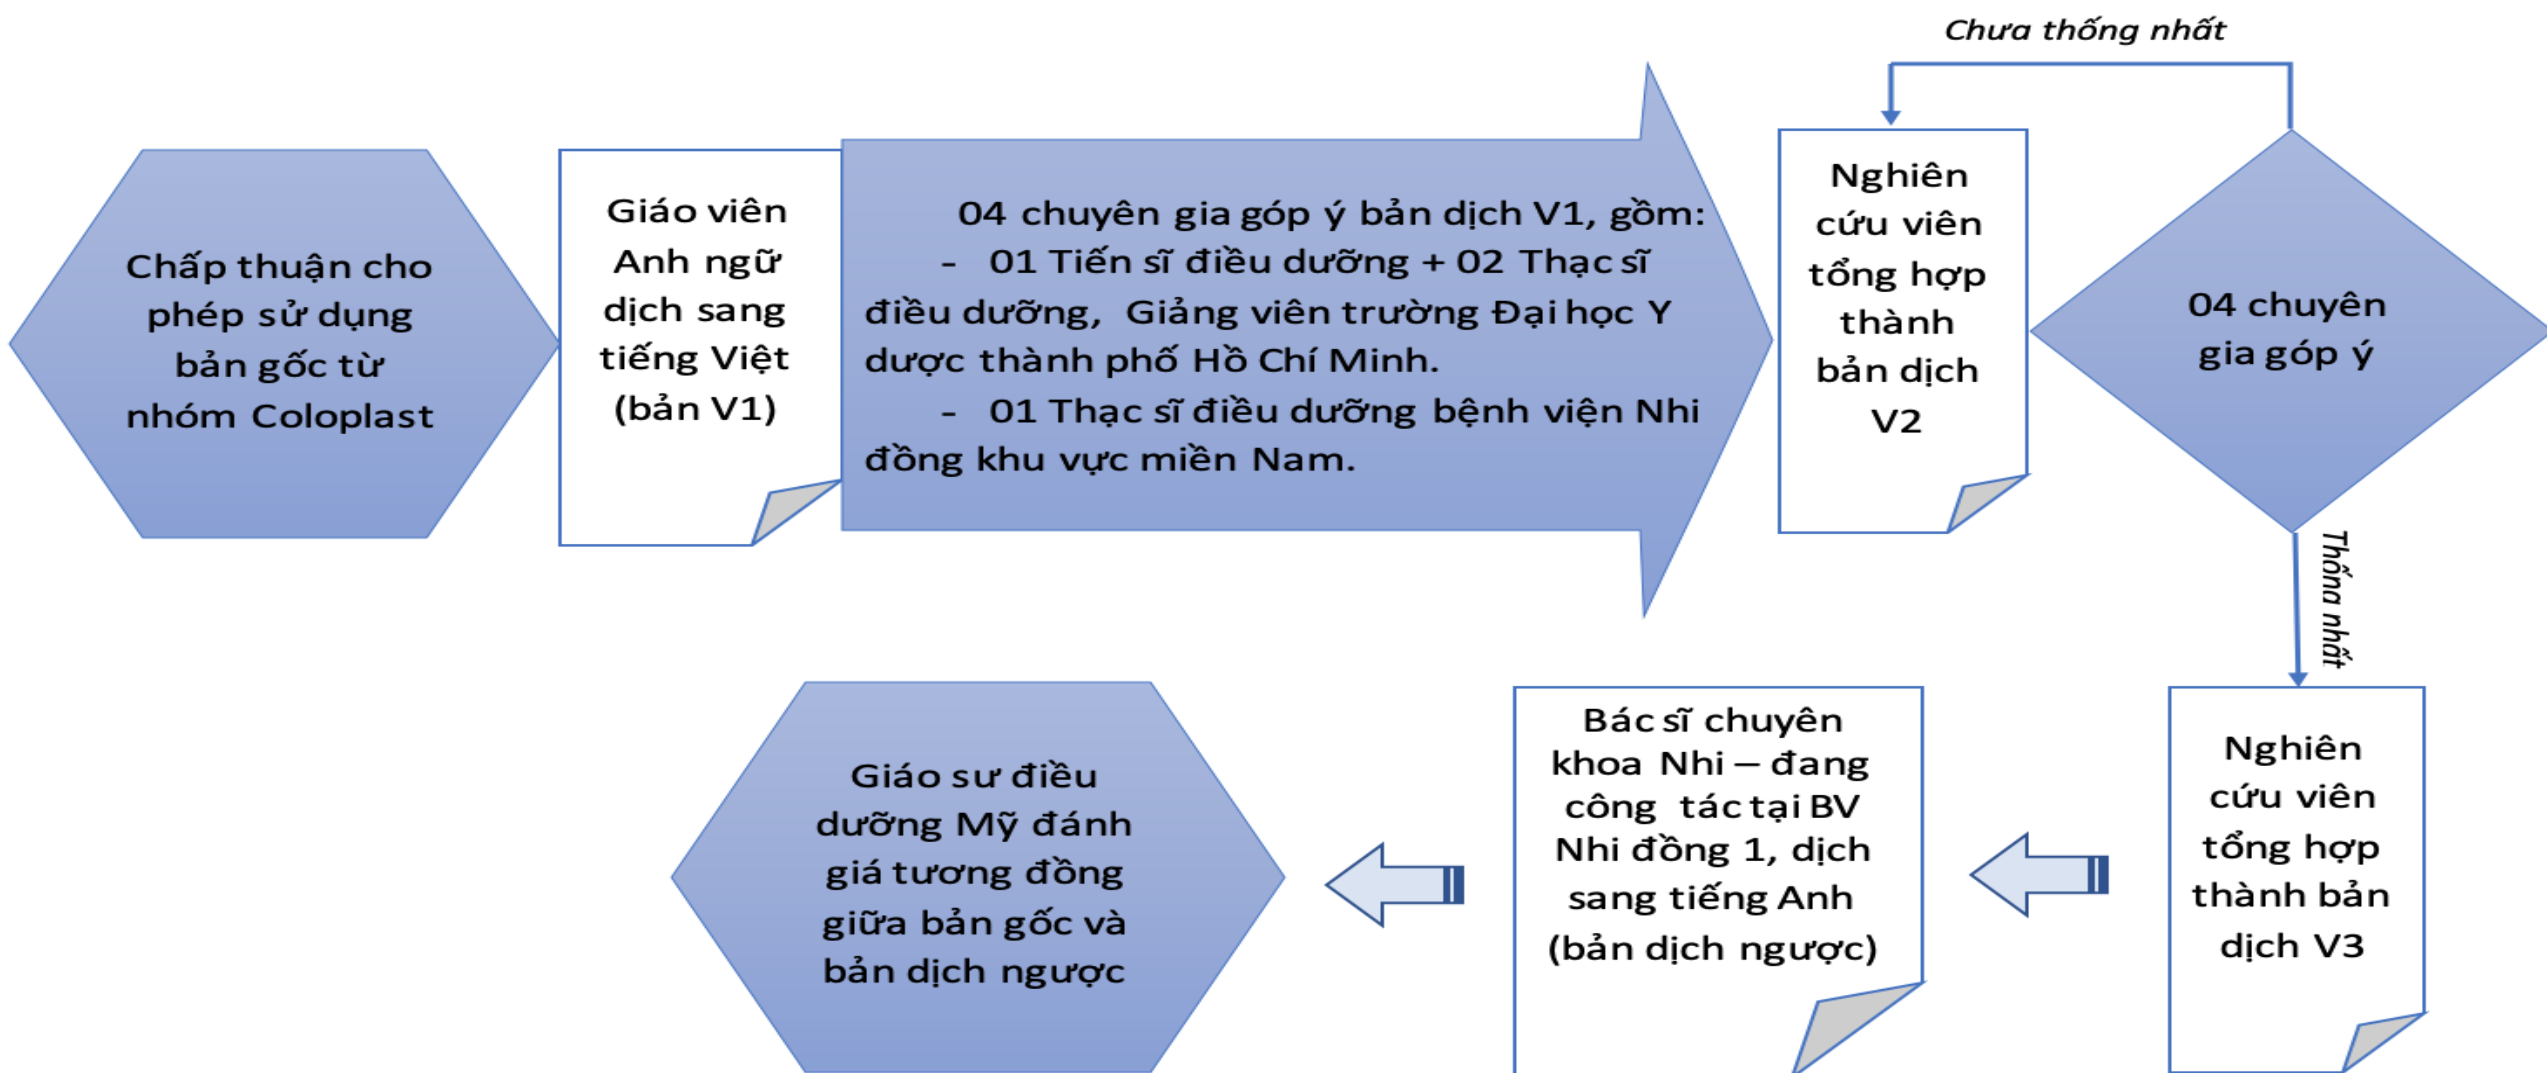 Chưa thống nhất
Chấp thuận cho
phép sử dụng
bản gốc từ
nhóm Coloplast
Giáo viên
Anh ngữ
dịch sang
tiếng Việt
(bản V1)
04 chuyên gia góp ý bản dịch V1, gồm:
- 01 Tiến sĩ điều dưỡng + 02 Thạc sĩ
điều dưỡng, Giảng viên trường Đại học Y
dược thành phố Hồ Chí Minh.
- 01 Thạc sĩ điều dưỡng bệnh viện Nhi
đồng khu vực miền Nam.
Nghiên
cứu viên
tổng hợp
thành
bản dịch
V2
04 chuyên
gia góp ý
Thống nhất
Nghiên
cứu viên
tổng hợp
thành bản
dịch V3
Bác sĩ chuyên
khoa Nhi – đang
công tác tại BV
Nhi đồng 1, dịch
sang tiếng Anh
(bản dịch ngược)
Giáo sư điều
dưỡng Mỹ đánh
giá tương đồng
giữa bản gốc và
bản dịch ngược